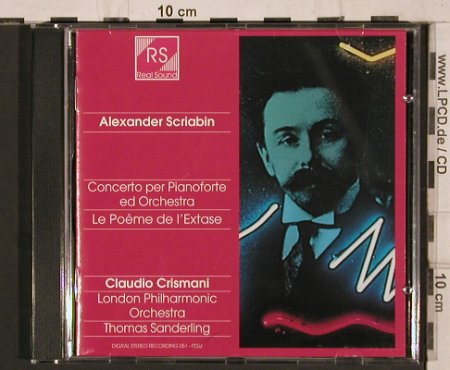 10 cm
RS
Real Sound
Alexander Scriabin
Concerto per Pianoforte
ed Orchestra
Le Poème de l'Extase
Claudio Crismani
London Philharmonic
Orchestra
Thomas Sanderling
DIGITAL STEREO RECORDING 051 -
www.LPCD.de / CD
10 cm